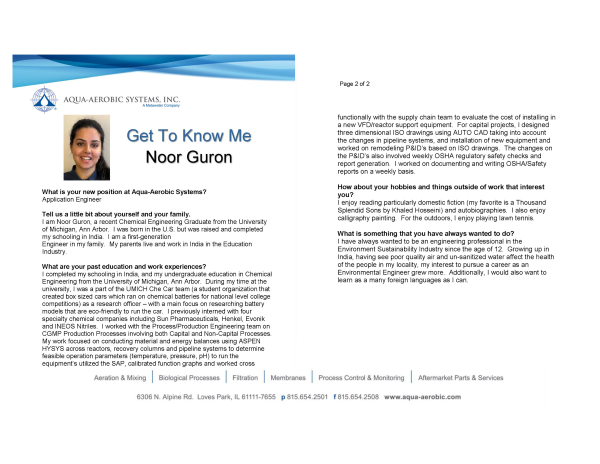 AQUA-AEROBIC SYSTEMS, INC.
A Metawater Company
Get To Know Me
Noor Guron
What is your new position at Aqua-Aerobic Systems?
Application Engineer
Tell us a little bit about yourself and your family.
I am Noor Guron, a recent Chemical Engineering Graduate from the University
of Michigan, Ann Arbor.  I was born in the U.S. but was raised and completed
my schooling in India.  I am a first-generation
Engineer in my family.  My parents live and work in India in the Education
Industry.
What are your past education and work experiences?
I completed my schooling in India, and my undergraduate education in Chemical
Engineering from the University of Michigan, Ann Arbor.  During my time at the
university, I was a part of the UMICH Che Car team (a student organization that
created box sized cars which ran on chemical batteries for national level college
competitions) as a research officer – with a main focus on researching battery
models that are eco-friendly to run the car.  I previously interned with four
specialty chemical companies including Sun Pharmaceuticals, Henkel, Evonik
and INEOS Nitriles.  I worked with the Process/Production Engineering team on
CGMP Production Processes involving both Capital and Non-Capital Processes.
My work focused on conducting material and energy balances using ASPEN
HYSYS across reactors, recovery columns and pipeline systems to determine
feasible operation parameters (temperature, pressure, pH) to run the
equipment's utilized the SAP, calibrated function graphs and worked cross
Page 2 of 2
functionally with the supply chain team to evaluate the cost of installing in
a new VFD/reactor support equipment.  For capital projects, I designed
three dimensional ISO drawings using AUTO CAD taking into account
the changes in pipeline systems, and installation of new equipment and
worked on remodeling P&ID's based on ISO drawings.  The changes on
the P&ID's also involved weekly OSHA regulatory safety checks and
report generation.  I worked on documenting and writing OSHA/Safety
reports on a weekly basis.
How about your hobbies and things outside of work that interest
you?
I enjoy reading particularly domestic fiction (my favorite is a Thousand
Splendid Sons by Khaled Hosseini) and autobiographies.  I also enjoy
calligraphy painting.  For the outdoors, I enjoy playing lawn tennis.
What is something that you have always wanted to do?
I have always wanted to be an engineering professional in the
Environment Sustainability Industry since the age of 12.  Growing up in
India, having see poor quality air and un-sanitized water affect the health
of the people in my locality, my interest to pursue a career as an
Environmental Engineer grew more.  Additionally, I would also want to
learn as many foreign languages as I can.
Aeration & Mixing | Biological Processes | Filtration | Membranes | Process Control & Monitoring | Aftermarket Parts & Services
6306 N. Alpine Rd.  Loves Park, IL 61111-7655  p 815.654.2501  f 815.654.2508  www.aqua-aerobic.com